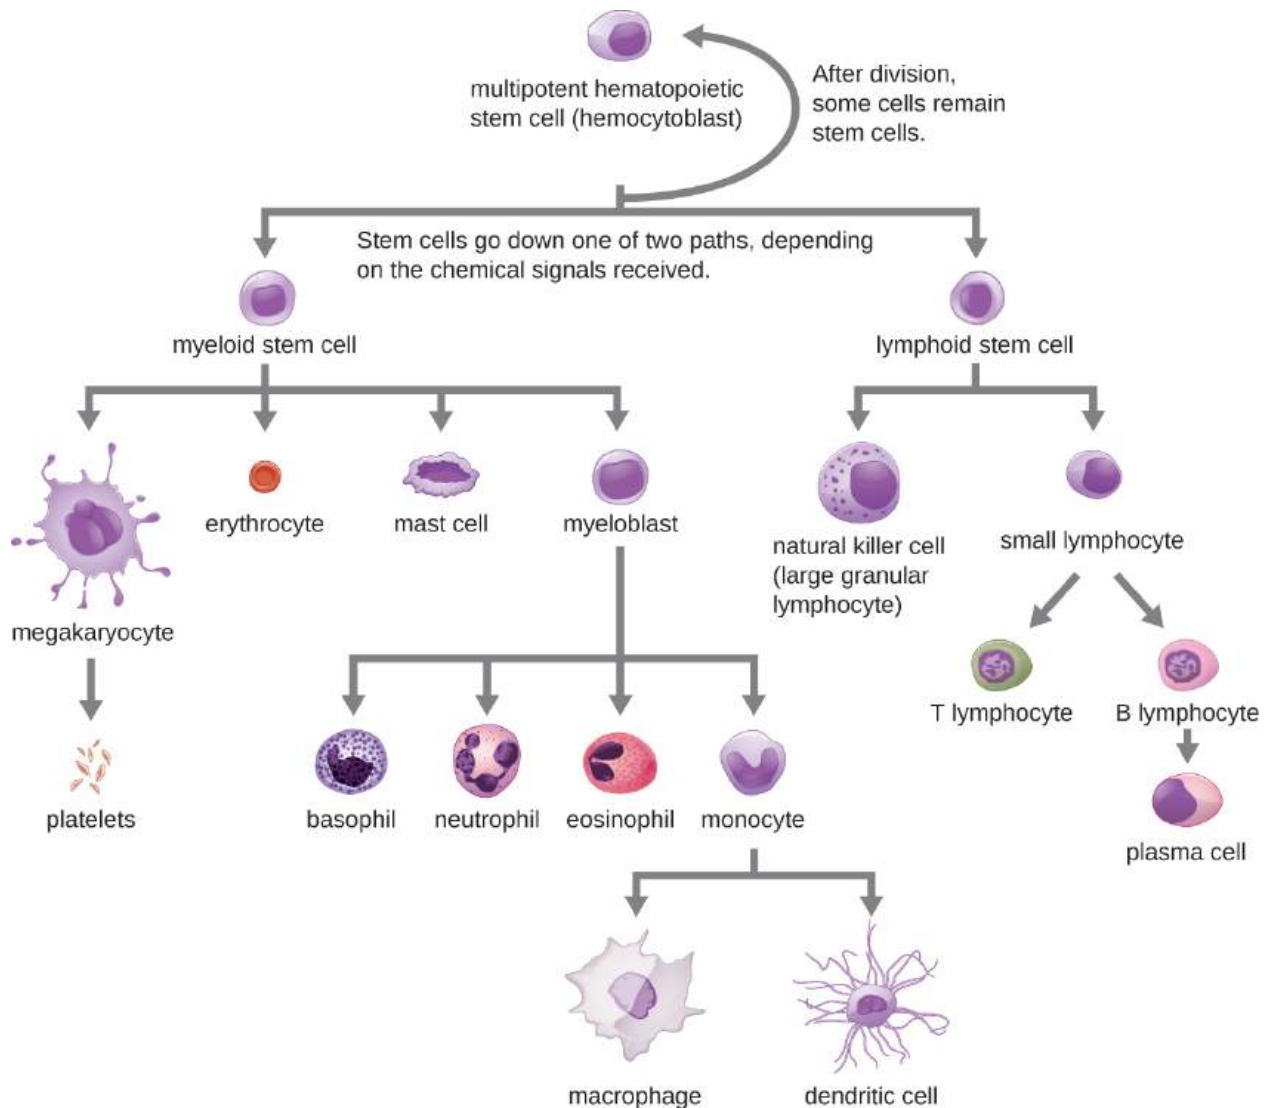 multipotent hematopoietic
stem cell (hemocytoblast)
After division,
some cells remain
stem cells.
Stem cells go down one of two paths, depending
on the chemical signals received.
myeloid stem cell
lymphoid stem cell
megakaryocyte
erythrocyte
mast cell
myeloblast
natural killer cell
(large granular
lymphocyte)
small lymphocyte
T lymphocyte
B lymphocyte
platelets
basophil
neutrophil
eosinophil
monocyte
plasma cell
macrophage
dendritic cell